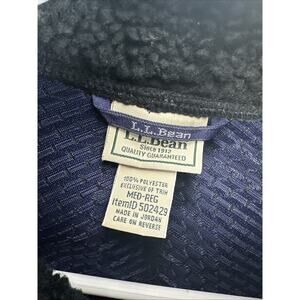 L.L.Bean
L.L.Bean
Since 1912
QUALITY GUARANTEED
100% POLYESTER
EXCLUSIVE OF TRIM
MED-REG
ItemID 502429
MADE IN JORDAN
CARE ON REVERSE